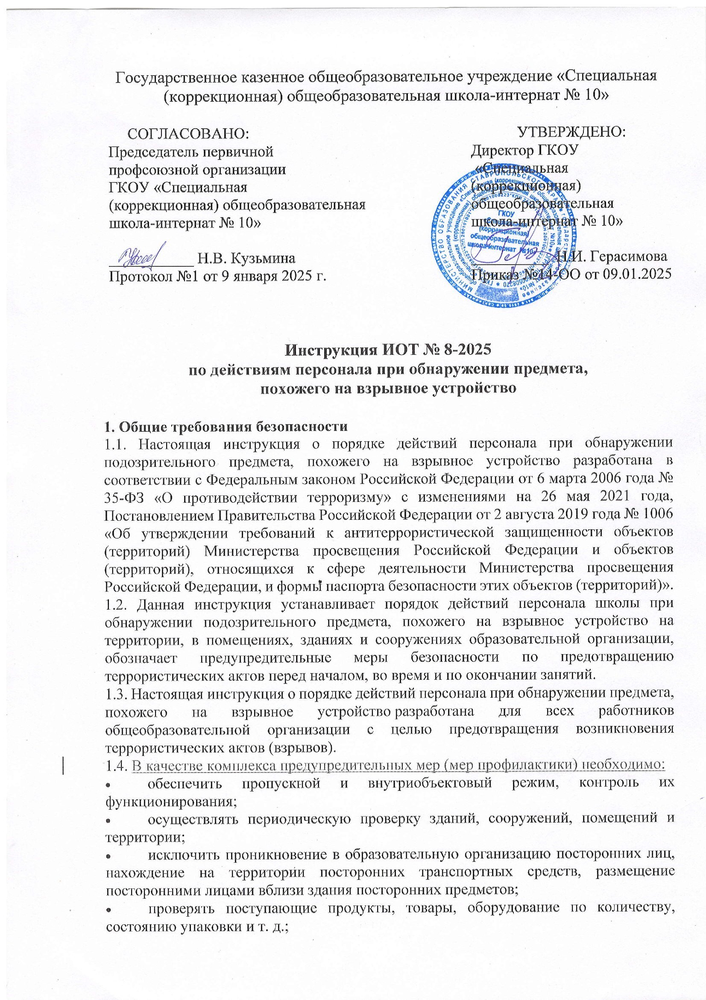 Государственное казенное общеобразовательное учреждение «Специальная
(коррекционная) общеобразовательная школа-интернат № 10»
СОГЛАСОВАНО:
Председатель первичной
профсоюзной организации
ГКОУ «Специальная
(коррекционная) общеобразовательная
школа-интернат № 10»
Н.В. Кузьмина
Протокол №1 от 9 января 2025 г.
УТВЕРЖДЕНО:
Директор ГКОУ
«Специальная
(коррекционная)
общеобразовательная
школа-интернат № 10»
Н.И. Герасимова
Приказ №14-ОО от 09.01.2025
МИНИСТЕРСТВО ОБРАЗОВАНИЯ СТАВРОПОЛЬСКОГО КРАЯ
ГКОУ
«Специальная
(коррекционная)
общеобразовательная
школа-интернат №10»
Инструкция ИОТ № 8-2025
по действиям персонала при обнаружении предмета,
похожего на взрывное устройство
1. Общие требования безопасности
1.1. Настоящая инструкция о порядке действий персонала при обнаружении
подозрительного предмета, похожего на взрывное устройство разработана в
соответствии с Федеральным законом Российской Федерации от 6 марта 2006 года №
35-ФЗ «О противодействии терроризму» с изменениями на 26 мая 2021 года,
Постановлением Правительства Российской Федерации от 2 августа 2019 года № 1006
«Об утверждении требований к антитеррористической защищенности объектов
(территорий) Министерства просвещения Российской Федерации и объектов
(территорий), относящихся к сфере деятельности Министерства просвещения
Российской Федерации, и формы паспорта безопасности этих объектов (территорий)».
1.2. Данная инструкция устанавливает порядок действий персонала школы при
обнаружении подозрительного предмета, похожего на взрывное устройство на
территории, в помещениях, зданиях и сооружениях образовательной организации,
обозначает предупредительные меры безопасности по предотвращению
террористических актов перед началом, во время и по окончании занятий.
1.3. Настоящая инструкция о порядке действий персонала при обнаружении предмета,
похожего на взрывное устройство разработана для всех работников
общеобразовательной организации с целью предотвращения возникновения
террористических актов (взрывов).
1.4. В качестве комплекса предупредительных мер (мер профилактики) необходимо:
• обеспечить пропускной и внутриобъектовый режим, контроль их
функционирования;
• осуществлять периодическую проверку зданий, сооружений, помещений и
территории;
• исключить проникновение в образовательную организацию посторонних лиц,
нахождение на территории посторонних транспортных средств, размещение
посторонними лицами вблизи здания посторонних предметов;
• проверять поступающие продукты, товары, оборудование по количеству,
состоянию упаковки и т. д.;